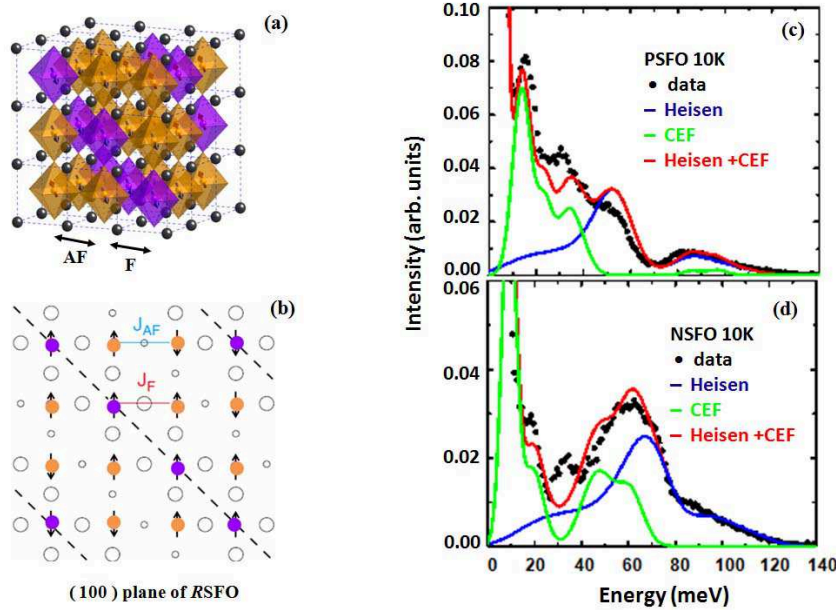 (a)
AF F
(b)
J_AF
J_F
(100) plane of RSFO
Intensity (arb. units)
0.10
0.08
0.06
0.04
0.02
0.00
(c)
PSFO 10K
data
Heisen
CEF
Heisen +CEF
0.06
0.04
0.02
0.00
(d)
NSFO 10K
data
Heisen
CEF
Heisen +CEF
0 20 40 60 80 100 120 140
Energy (meV)